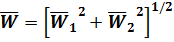 W̅ = [W̅₁² + W̅₂²]^{1/2}